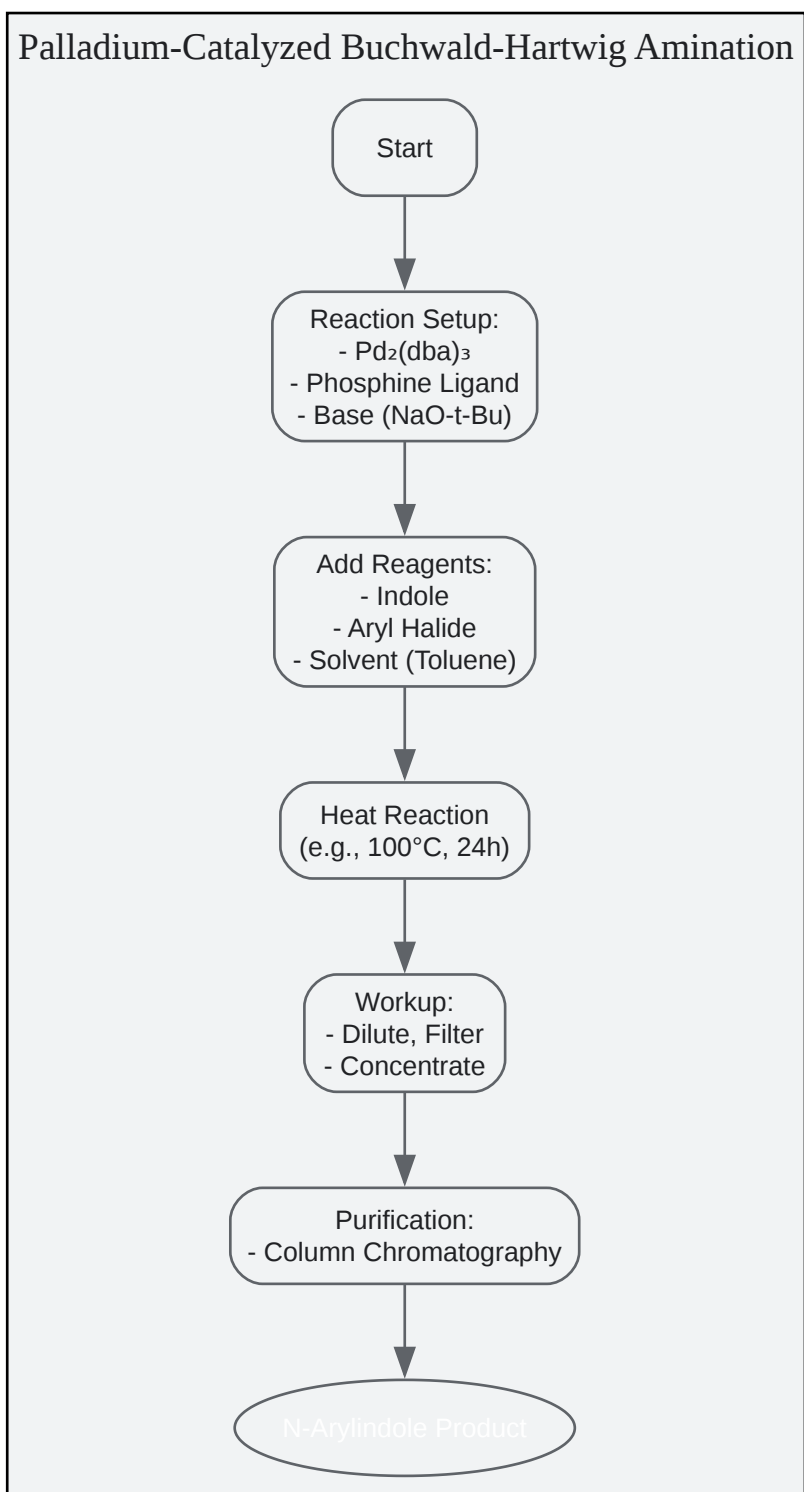 Palladium-Catalyzed Buchwald-Hartwig Amination
Start
Reaction Setup:
- Pd₂(dba)₃
- Phosphine Ligand
- Base (NaO-t-Bu)
Add Reagents:
- Indole
- Aryl Halide
- Solvent (Toluene)
Heat Reaction
(e.g., 100°C, 24h)
Workup:
- Dilute, Filter
- Concentrate
Purification:
- Column Chromatography
N-Arylindole Product